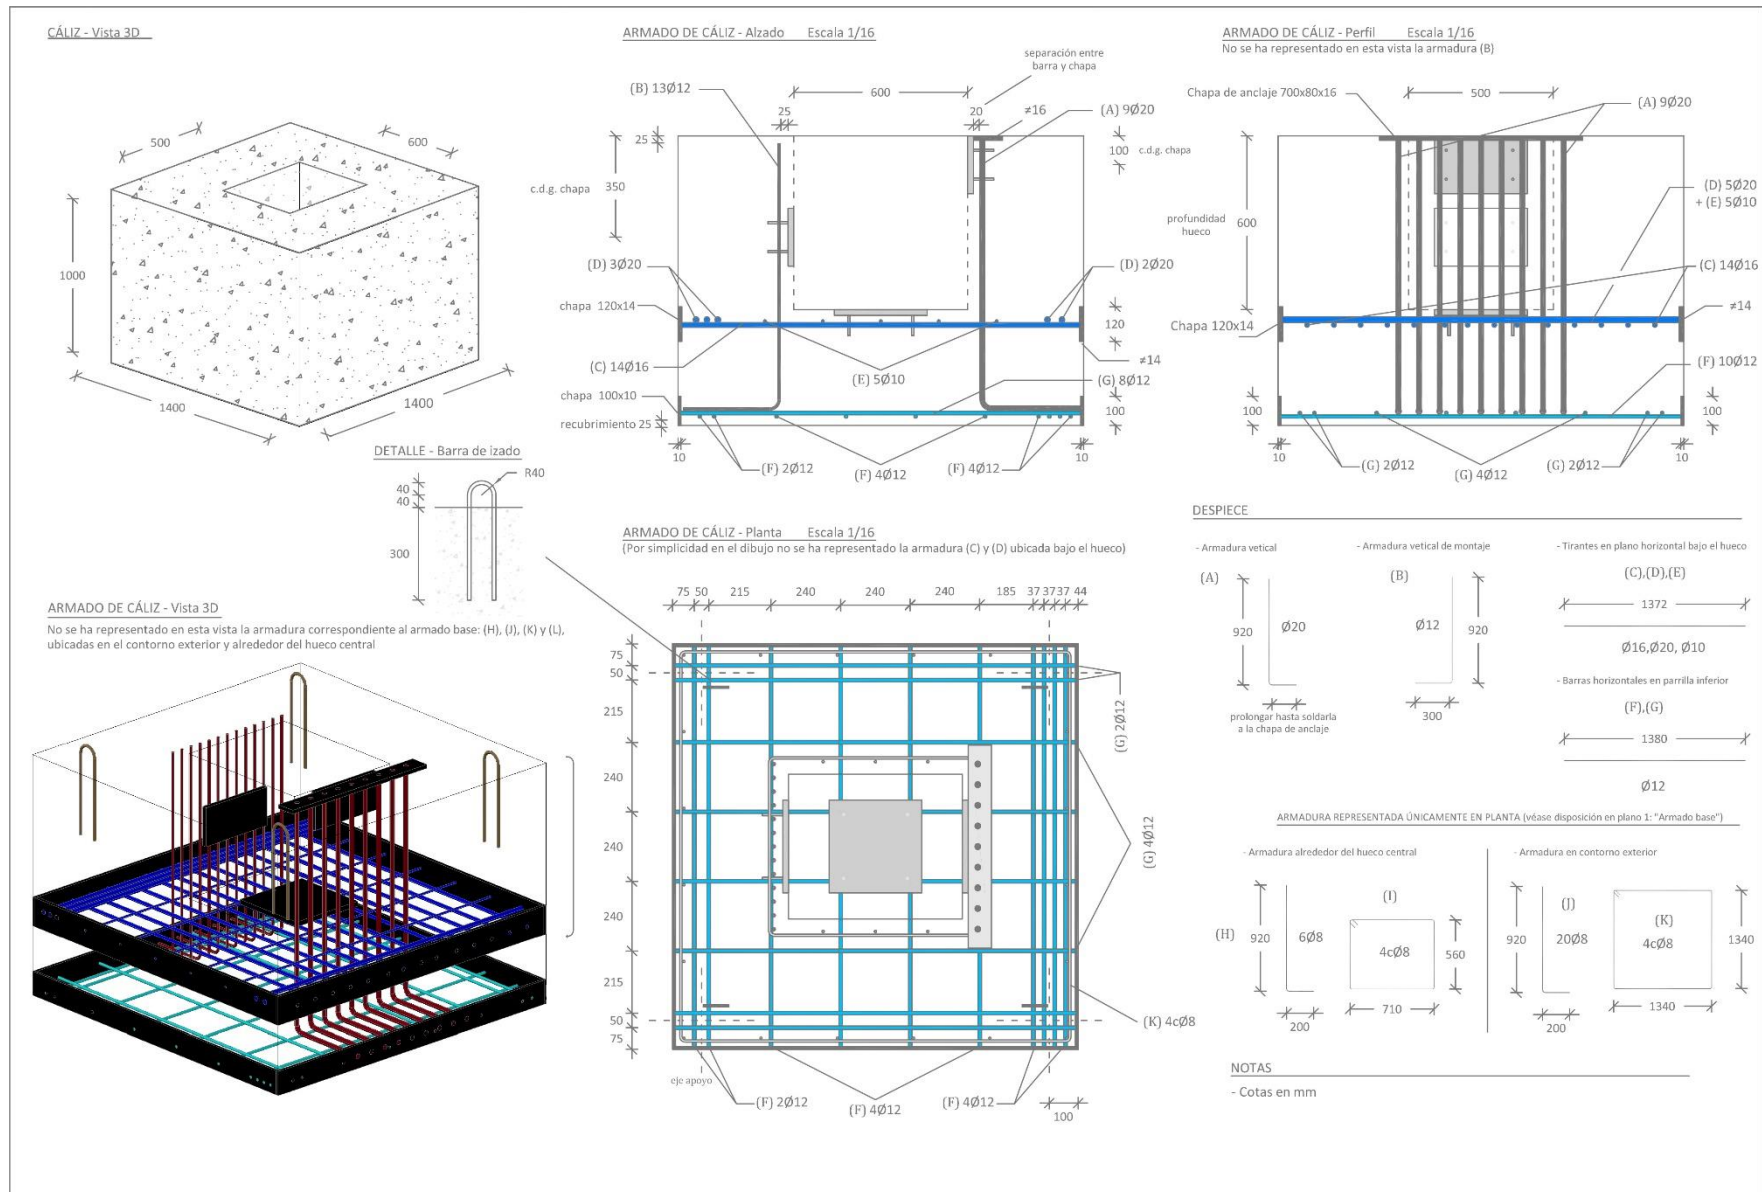 CÁLIZ - Vista 3D
500
600
1000
1400
1400
ARMADO DE CÁLIZ - Alzado Escala 1/16
separación entre
barra y chapa
(B) 13Ø12
600
25
20
≠16
(A) 9Ø20
25
100 c.d.g. chapa
c.d.g. chapa 350
(D) 3Ø20
(D) 2Ø20
chapa 120x14
120
(C) 14Ø16
≠14
(E) 5Ø10
(G) 8Ø12
chapa 100x10
100
recubrimiento 25
10
10
(F) 2Ø12
(F) 4Ø12
(F) 4Ø12
ARMADO DE CÁLIZ - Perfil Escala 1/16
No se ha representado en esta vista la armadura (B)
Chapa de anclaje 700x80x16
500
(A) 9Ø20
(D) 5Ø20
+ (E) 5Ø10
profundidad
hueco
600
(C) 14Ø16
≠14
Chapa 120x14
(F) 10Ø12
100
100
10
10
(G) 2Ø12
(G) 4Ø12
(G) 2Ø12
DETALLE - Barra de izado
R40
40
40
300
ARMADO DE CÁLIZ - Vista 3D
No se ha representado en esta vista la armadura correspondiente al armado base: (H), (J), (K) y (L),
ubicadas en el contorno exterior y alrededor del hueco central
ARMADO DE CÁLIZ - Planta Escala 1/16
(Por simplicidad en el dibujo no se ha representado la armadura (C) y (D) ubicada bajo el hueco)
75 50 215 240 240 240 185 37 37 37 44
75
50
215
240
240
240
215
50
75
(G) 2Ø12
(G) 4Ø12
(K) 4cØ8
eje apoyo
(F) 2Ø12
(F) 4Ø12
(F) 4Ø12
100
DESPIECE
- Armadura vetical
(A)
920
Ø20
prolongar hasta soldarla
a la chapa de anclaje
- Armadura vetical de montaje
(B)
Ø12
920
300
- Tirantes en plano horizontal bajo el hueco
(C),(D),(E)
1372
Ø16,Ø20, Ø10
- Barras horizontales en parrilla inferior
(F),(G)
1380
Ø12
ARMADURA REPRESENTADA ÚNICAMENTE EN PLANTA (véase disposición en plano 1: "Armado base")
- Armadura alrededor del hueco central
(H)
920
6Ø8
200
(I)
4cØ8
560
710
- Armadura en contorno exterior
(J)
920
20Ø8
200
(K)
4cØ8
1340
1340
NOTAS
- Cotas en mm